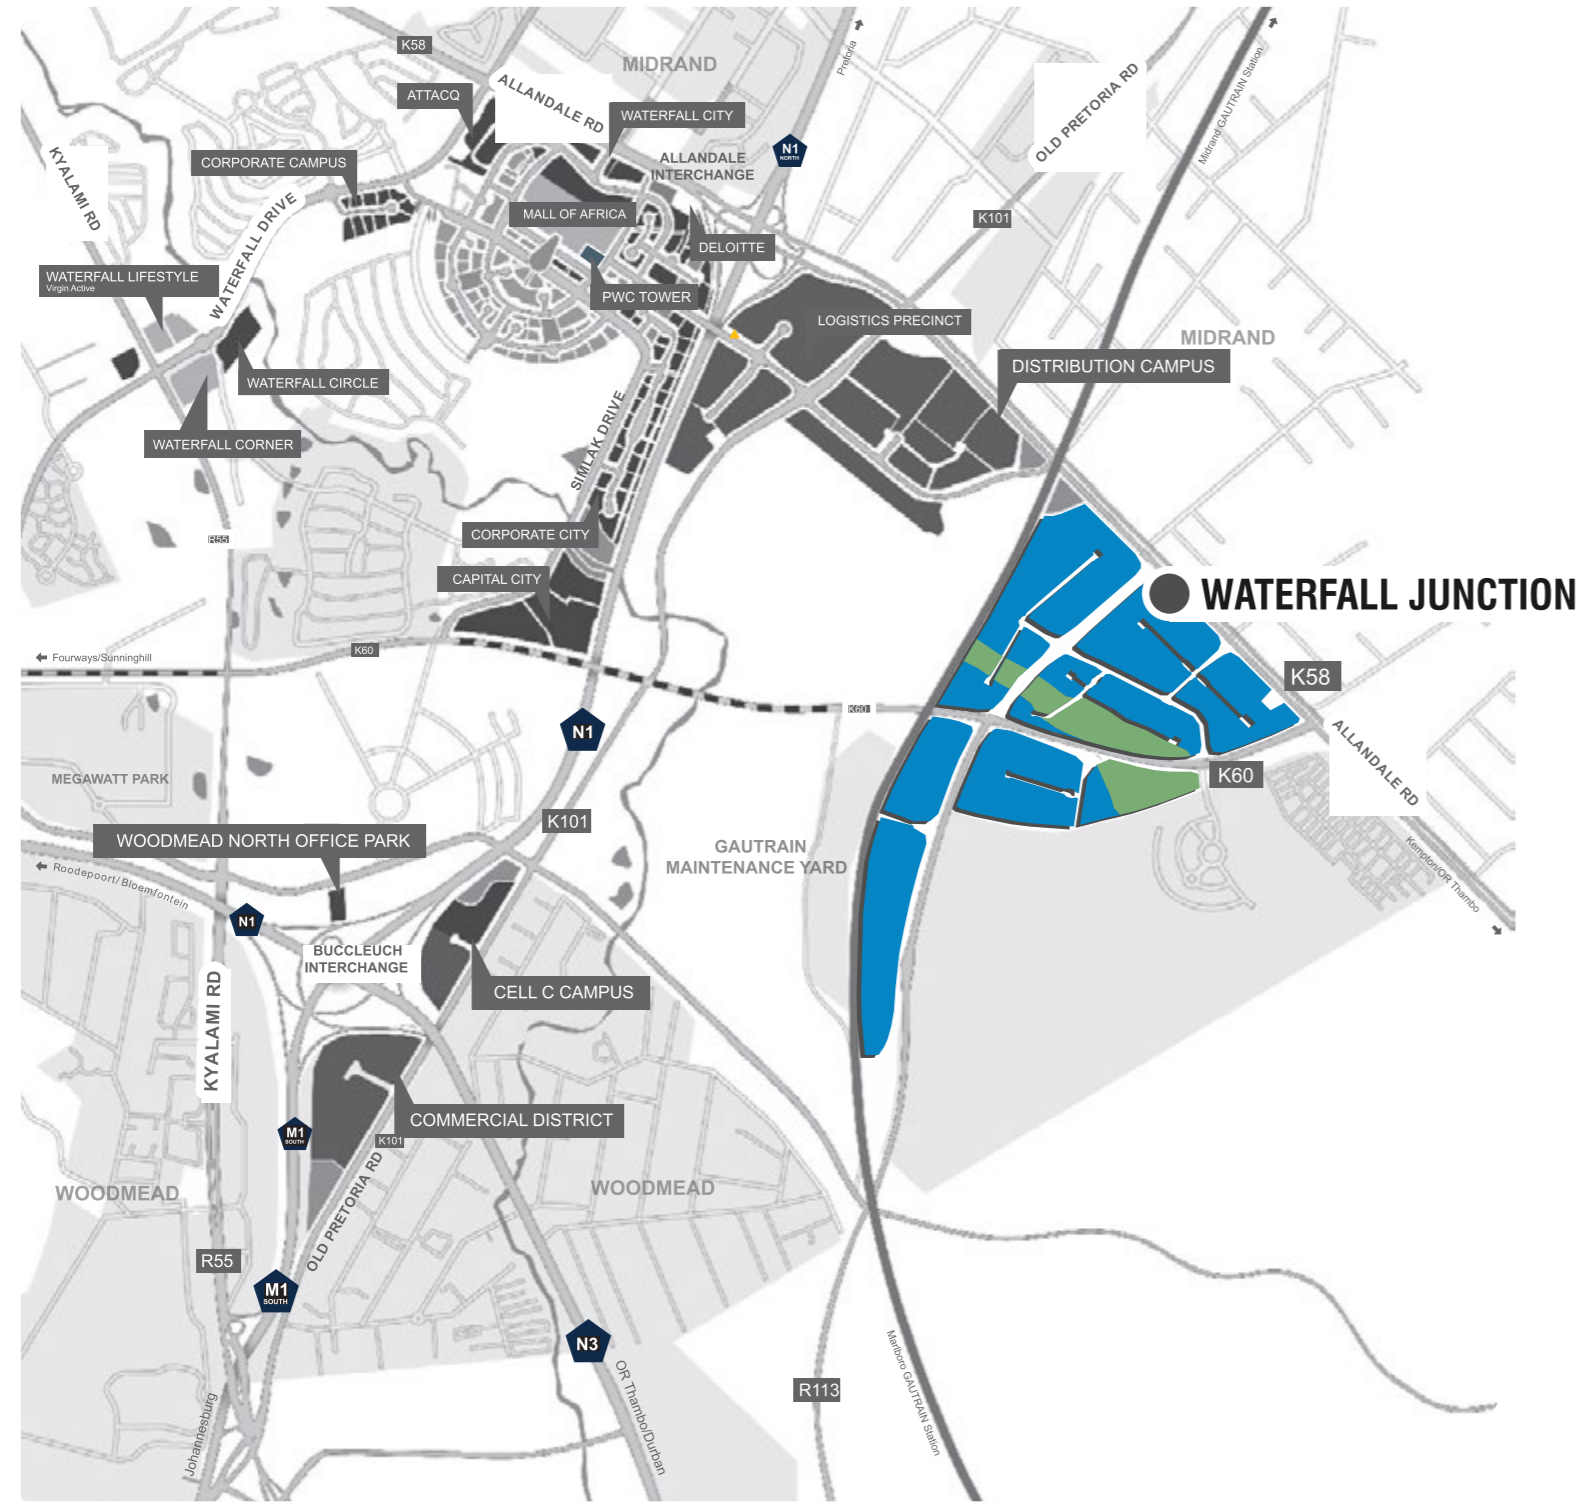 K58
MIDRAND
Pretoria
ATTACQ
ALLANDALE RD
WATERFALL CITY
OLD PRETORIA RD
Midrand GAUTRAIN Station
N1
NORTH
KYALAMI RD
CORPORATE CAMPUS
ALLANDALE
INTERCHANGE
MALL OF AFRICA
K101
WATERFALL DRIVE
DELOITTE
WATERFALL LIFESTYLE
Virgin Active
PWC TOWER
LOGISTICS PRECINCT
MIDRAND
DISTRIBUTION CAMPUS
WATERFALL CIRCLE
WATERFALL CORNER
SIMLAK DRIVE
R55
CORPORATE CITY
CAPITAL CITY
WATERFALL JUNCTION
K60
Fourways/Sunninghill
K58
K60
N1
ALLANDALE RD
MEGAWATT PARK
K60
K101
WOODMEAD NORTH OFFICE PARK
GAUTRAIN
MAINTENANCE YARD
Roodepoort/Bloemfontein
Kempton/OR Thambo
N1
BUCCLEUCH
INTERCHANGE
CELL C CAMPUS
KYALAMI RD
COMMERCIAL DISTRICT
M1
SOUTH
K101
WOODMEAD
WOODMEAD
OLD PRETORIA RD
R55
M1
SOUTH
N3
OR Thambo/Durban
R113
Marlboro GAUTRAIN Station
Johannesburg